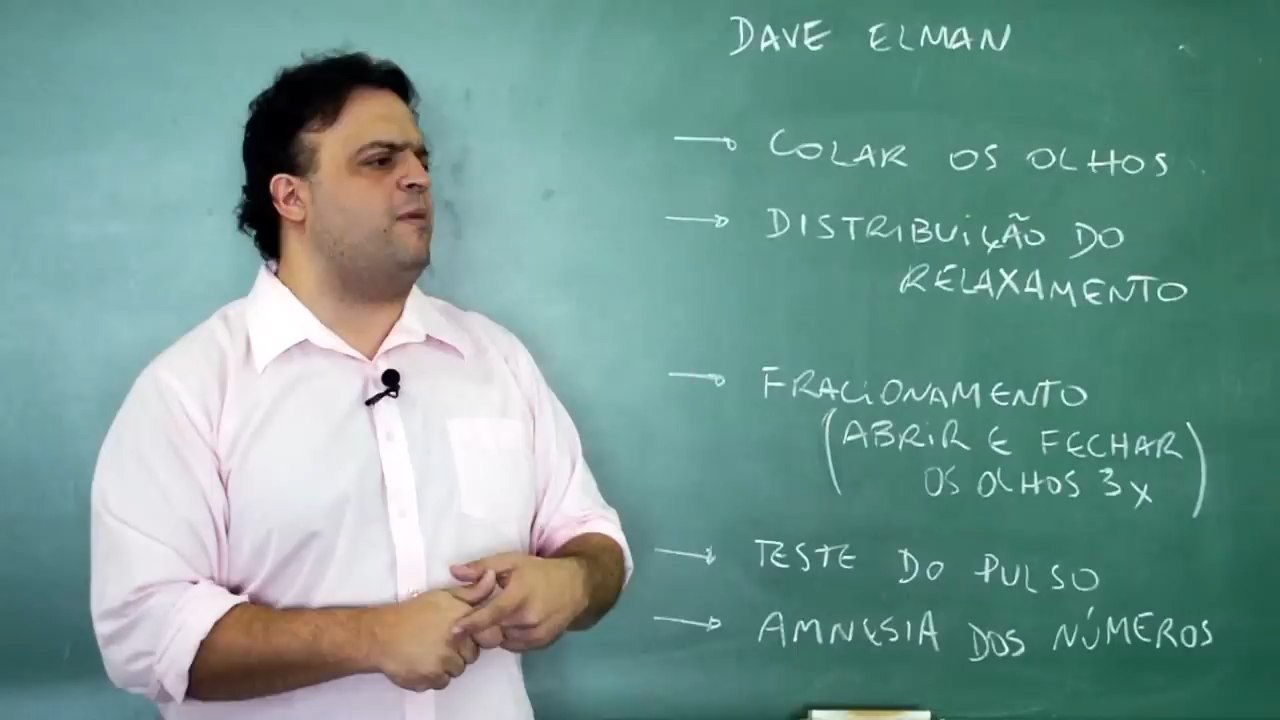 DAVE ELMAN
→ COLAR OS OLHOS
→ DISTRIBUIÇÃO DO
RELAXAMENTO
→ FRACIONAMENTO
(ABRIR E FECHAR
OS OLHOS 3x)
→ TESTE DO PULSO
→ AMNESIA DOS NÚMEROS